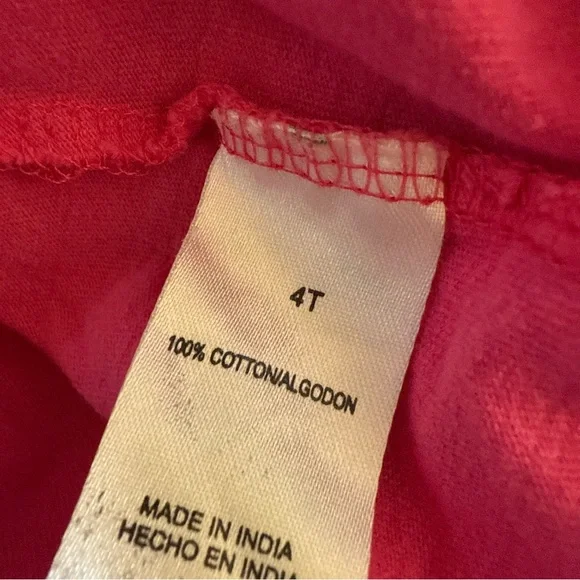 4T
100% COTTON/ALGODON
MADE IN INDIA
HECHO EN INDIA